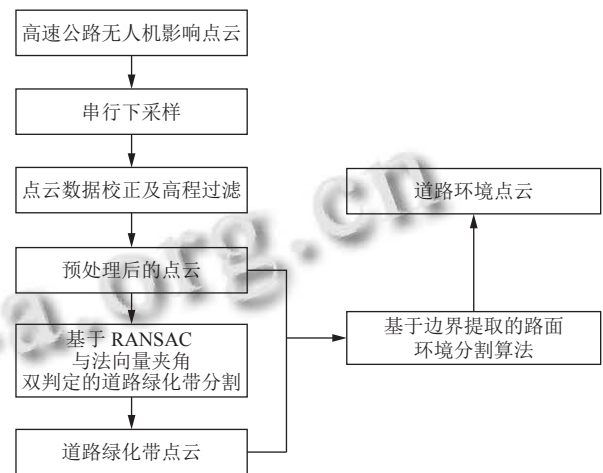 高速公路无人机影响点云
串行下采样
点云数据校正及高程过滤
预处理后的点云
基于 RANSAC
与法向量夹角
双判定的道路绿化带分割
道路绿化带点云
道路环境点云
基于边界提取的路面
环境分割算法
a.org.cn